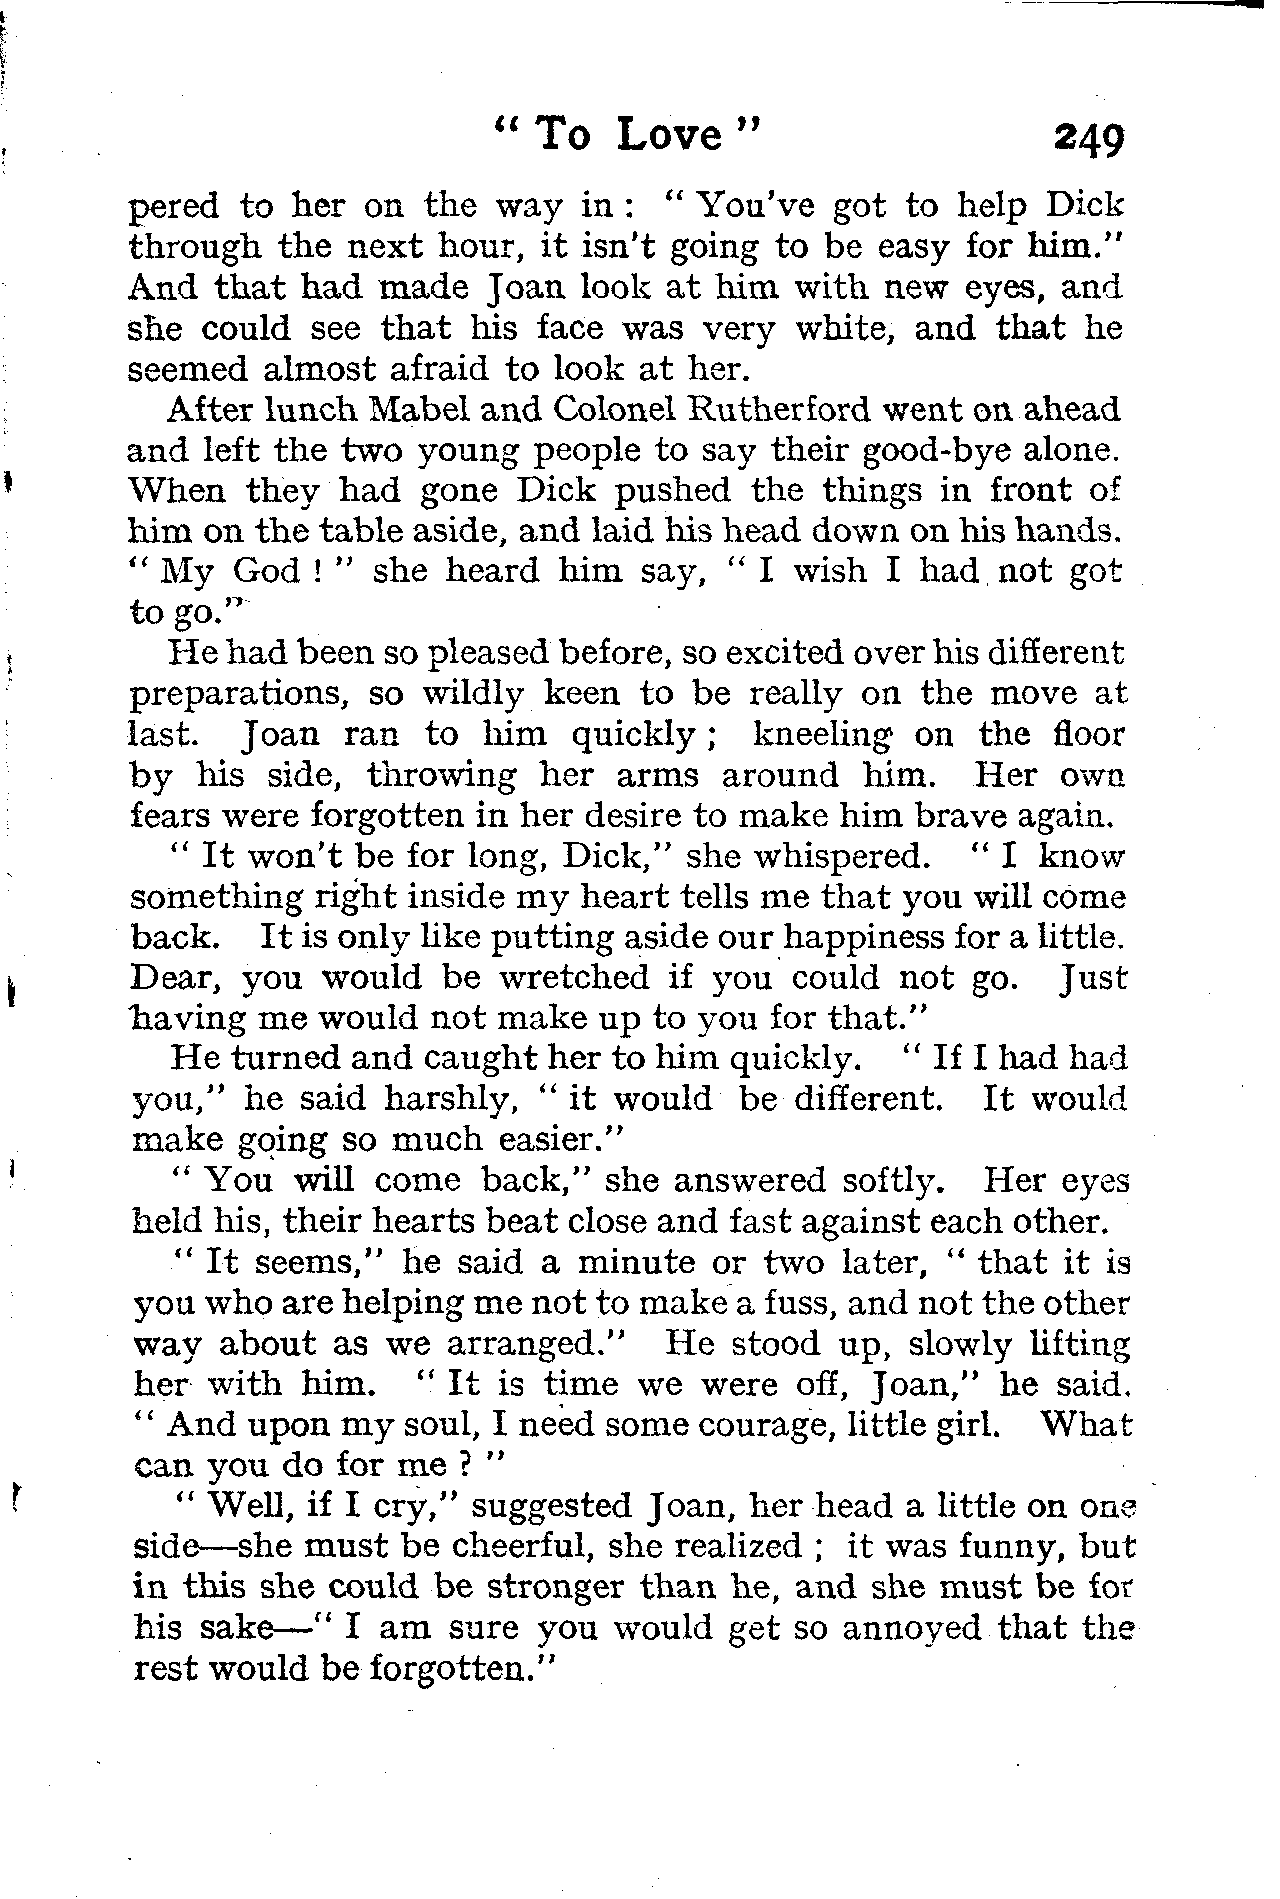 “ To Love ” 249
pered to her on the way in : “ You've got to help Dick
through the next hour, it isn't going to be easy for him.”
And that had made Joan look at him with new eyes, and
she could see that his face was very white, and that he
seemed almost afraid to look at her.
After lunch Mabel and Colonel Rutherford went on ahead
and left the two young people to say their good-bye alone.
When they had gone Dick pushed the things in front of
him on the table aside, and laid his head down on his hands.
“ My God ! ” she heard him say, “ I wish I had not got
to go.”
He had been so pleased before, so excited over his different
preparations, so wildly keen to be really on the move at
last. Joan ran to him quickly ; kneeling on the floor
by his side, throwing her arms around him. Her own
fears were forgotten in her desire to make him brave again.
“ It won't be for long, Dick,” she whispered. “ I know
something right inside my heart tells me that you will come
back. It is only like putting aside our happiness for a little.
Dear, you would be wretched if you could not go. Just
having me would not make up to you for that.”
He turned and caught her to him quickly. “ If I had had
you,” he said harshly, “ it would be different. It would
make going so much easier.”
“ You will come back,” she answered softly. Her eyes
held his, their hearts beat close and fast against each other.
“ It seems,” he said a minute or two later, “ that it is
you who are helping me not to make a fuss, and not the other
way about as we arranged.” He stood up, slowly lifting
her with him. “ It is time we were off, Joan,” he said.
“ And upon my soul, I need some courage, little girl. What
can you do for me ? ”
“ Well, if I cry,” suggested Joan, her head a little on one
side—she must be cheerful, she realized ; it was funny, but
in this she could be stronger than he, and she must be for
his sake—“ I am sure you would get so annoyed that the
rest would be forgotten.”